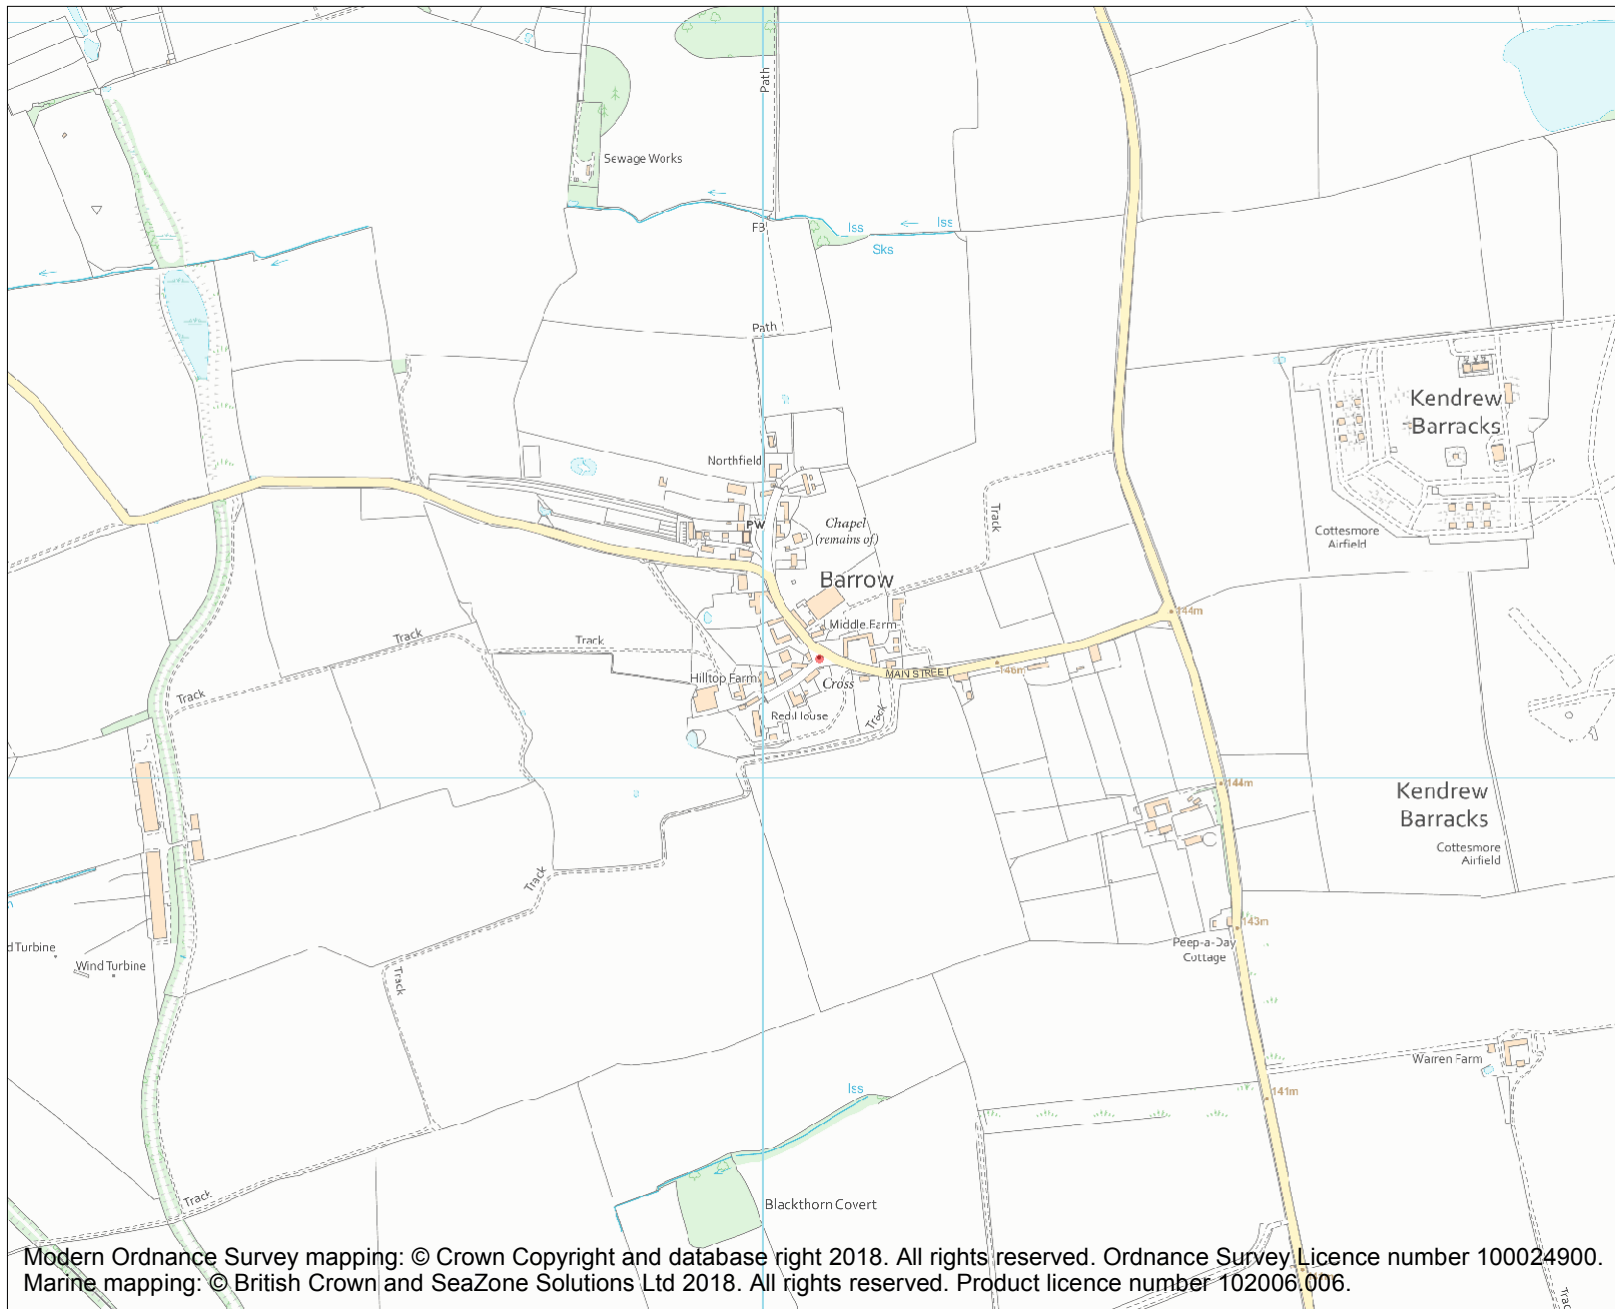 Path
Sewage Works
FB
Iss
Iss
Sks
Path
Kendrew
Barracks
Northfield
PW
Chapel
(remains of)
Track
Cottesmore
Airfield
Barrow
144m
Middle Farm
Track
Track
146m
MAIN STREET
Hilltop Farm
Cross
Track
Red House
Track
144m
Kendrew
Barracks
Cottesmore
Airfield
Track
143m
d Turbine
Wind Turbine
Peep-a-Day
Cottage
Track
Warren Farm
Iss
141m
Track
Blackthorn Covert
Modern Ordnance Survey mapping: © Crown Copyright and database right 2018. All rights reserved. Ordnance Survey Licence number 100024900.
Marine mapping: © British Crown and SeaZone Solutions Ltd 2018. All rights reserved. Product licence number 102006.006.
Trac